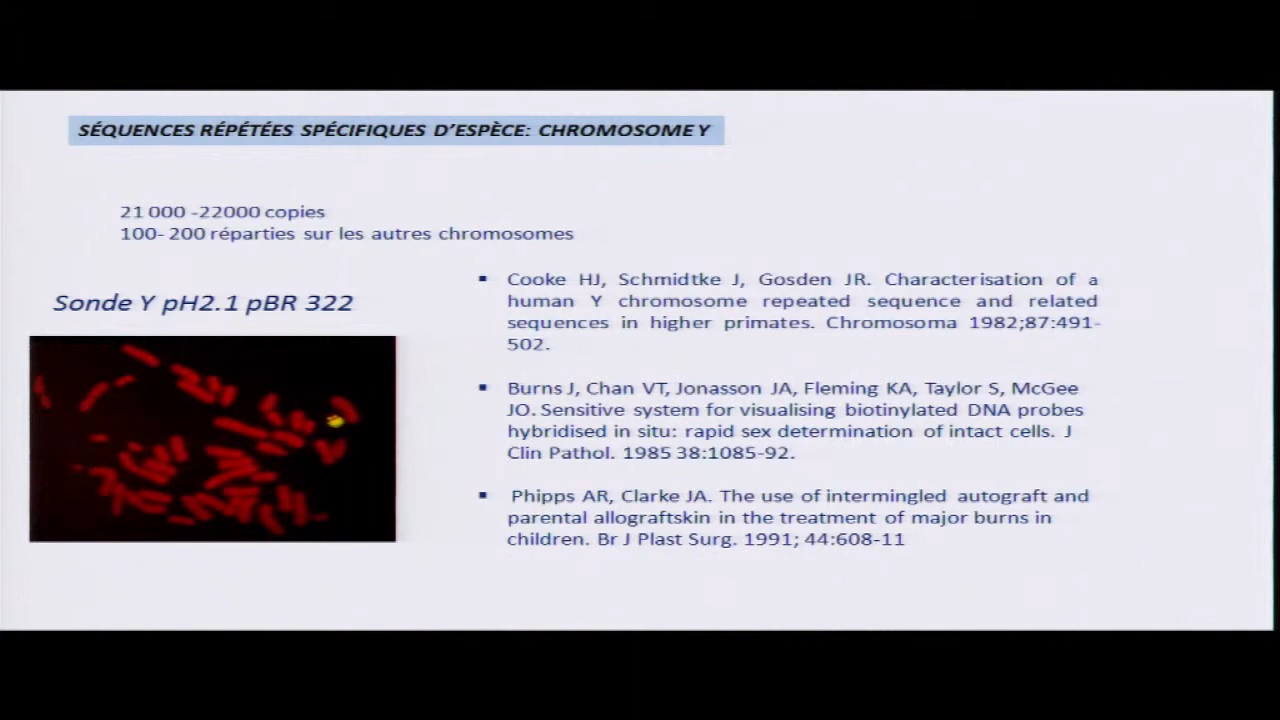 SÉQUENCES RÉPÉTÉES SPÉCIFIQUES D'ESPÈCE: CHROMOSOME Y
21 000 -22000 copies
100- 200 réparties sur les autres chromosomes
Sonde Y pH2.1 pBR 322
▪ Cooke HJ, Schmidtke J, Gosden JR. Characterisation of a
human Y chromosome repeated sequence and related
sequences in higher primates. Chromosoma 1982;87:491-
502.
▪ Burns J, Chan VT, Jonasson JA, Fleming KA, Taylor S, McGee
JO. Sensitive system for visualising biotinylated DNA probes
hybridised in situ: rapid sex determination of intact cells. J
Clin Pathol. 1985 38:1085-92.
▪ Phipps AR, Clarke JA. The use of intermingled autograft and
parental allograftskin in the treatment of major burns in
children. Br J Plast Surg. 1991; 44:608-11